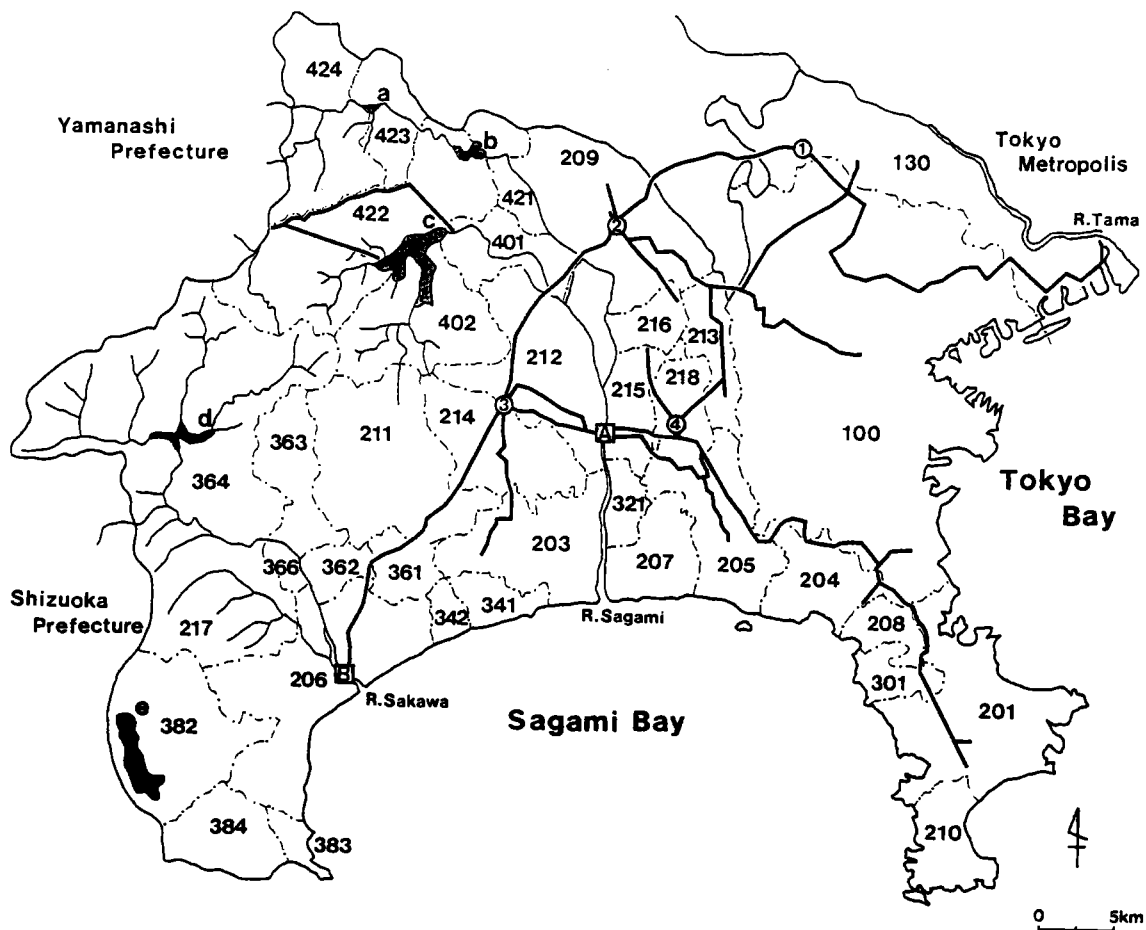 424
a
Yamanashi
Prefecture
423
b
209
1
130
Tokyo
Metropolis
R.Tama
422
421
2
c
401
402
216
213
212
215
218
3
214
4
A
100
d
363
211
364
Tokyo
Bay
321
203
207
205
204
366
362
361
Shizuoka
Prefecture
217
342
341
R.Sagami
208
206
B
R.Sakawa
301
201
e
382
Sagami Bay
384
383
210
0
5km